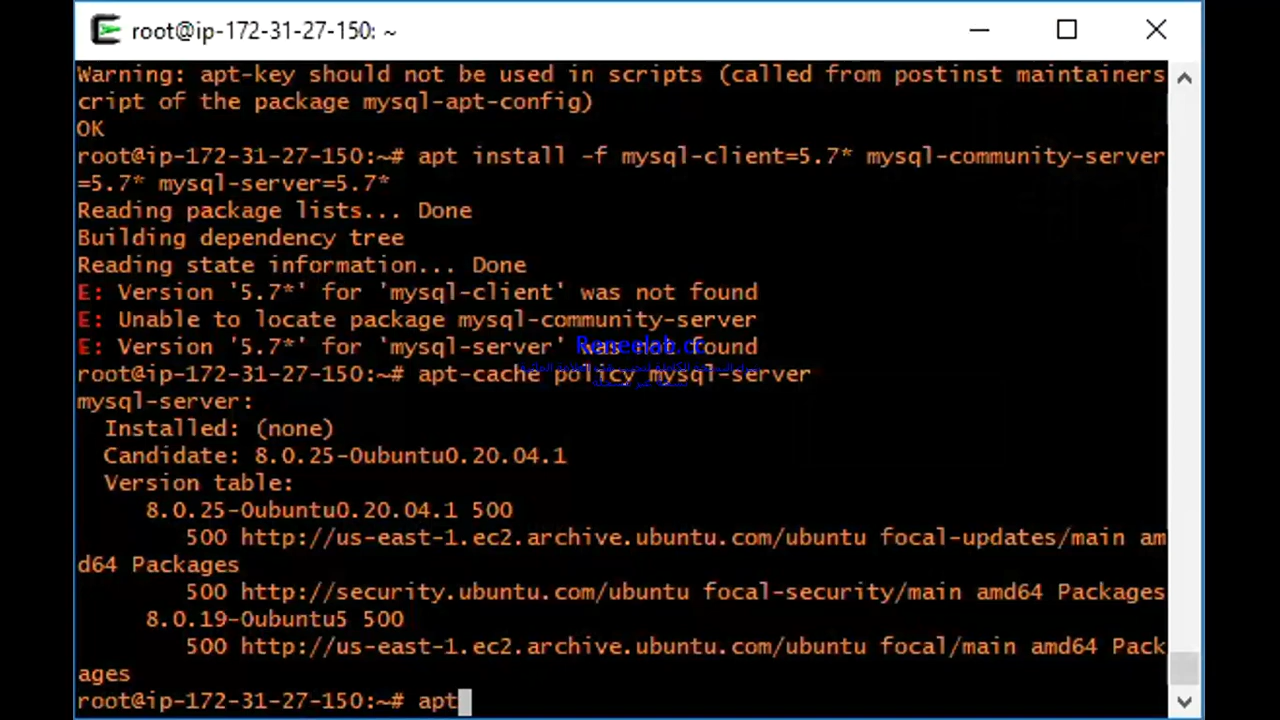 root@ip-172-31-27-150: ~
Warning: apt-key should not be used in scripts (called from postinst maintainers
cript of the package mysql-apt-config)
OK
root@ip-172-31-27-150:~# apt install -f mysql-client=5.7* mysql-community-server
=5.7* mysql-server=5.7*
Reading package lists... Done
Building dependency tree
Reading state information... Done
E: Version '5.7*' for 'mysql-client' was not found
E: Unable to locate package mysql-community-server
E: Version '5.7*' for 'mysql-server' was not found
Reneelab.cc
root@ip-172-31-27-150:~# apt-cache policy mysql-server
mysql-server:
  Installed: (none)
  Candidate: 8.0.25-0ubuntu0.20.04.1
  Version table:
     8.0.25-0ubuntu0.20.04.1 500
        500 http://us-east-1.ec2.archive.ubuntu.com/ubuntu focal-updates/main am
d64 Packages
        500 http://security.ubuntu.com/ubuntu focal-security/main amd64 Packages
     8.0.19-0ubuntu5 500
        500 http://us-east-1.ec2.archive.ubuntu.com/ubuntu focal/main amd64 Pack
ages
root@ip-172-31-27-150:~# apt